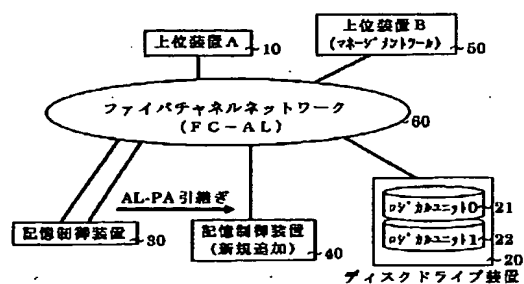 上位装置A
10
上位装置B
(マネージメントツール)
50
ファイバチャネルネットワーク
(FC-AL)
60
AL-PA引継ぎ
記憶制御装置
30
記憶制御装置
(新規追加)
40
ロジカルユニット0
21
ロジカルユニット1
22
20
ディスクドライブ装置